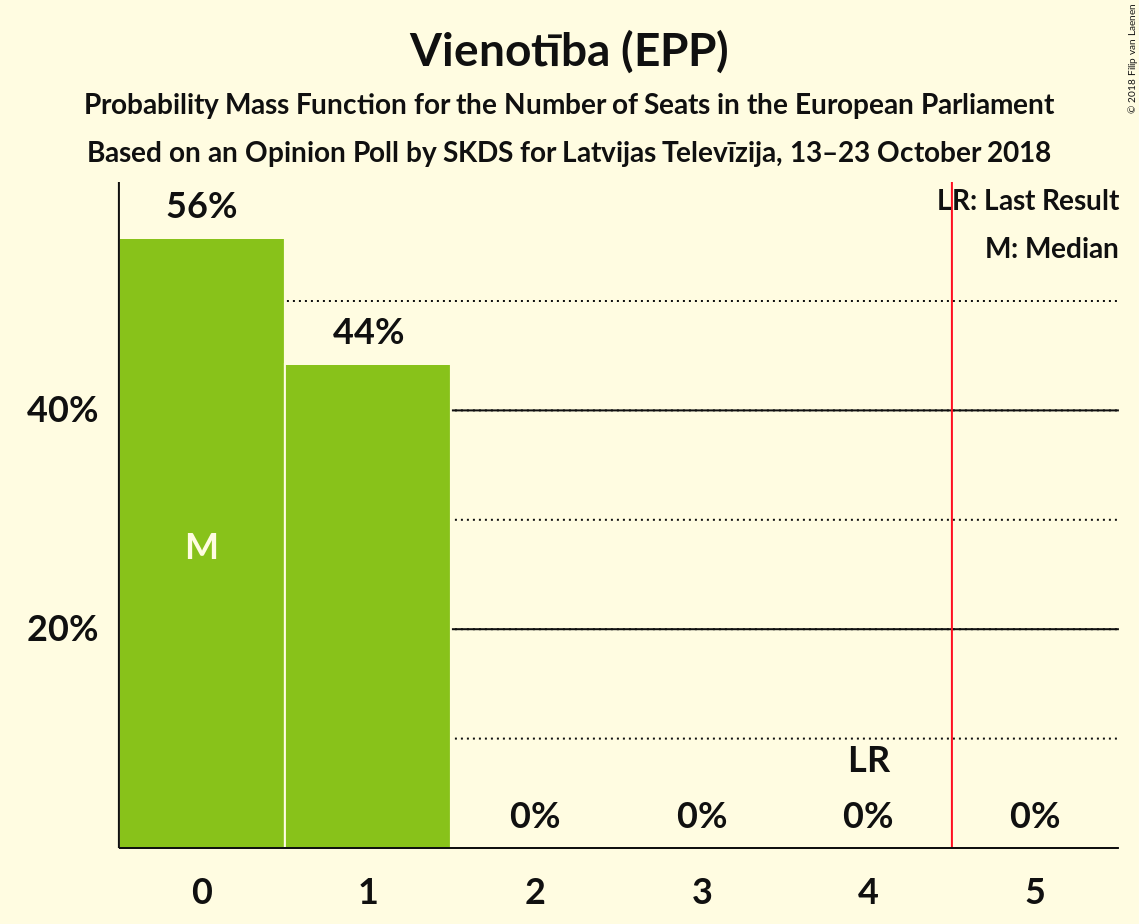 Vienotība (EPP)
Probability Mass Function for the Number of Seats in the European Parliament
Based on an Opinion Poll by SKDS for Latvijas Televīzija, 13–23 October 2018
© 2018 Filip van Laenen
LR: Last Result
M: Median
56%
44%
40%
M
20%
LR
0%
0%
0%
0%
0
1
2
3
4
5